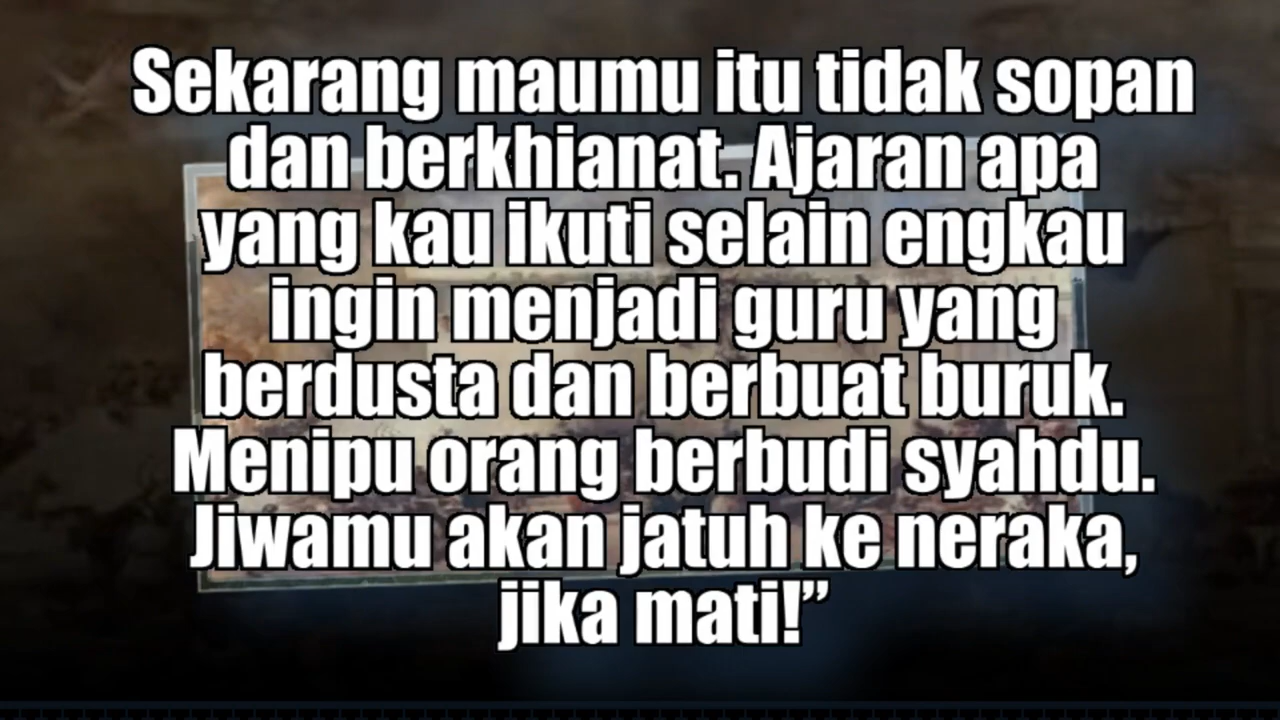 Sekarang maumu itu tidak sopan
dan berkhianat. Ajaran apa
yang kau ikuti selain engkau
ingin menjadi guru yang
berdusta dan berbuat buruk.
Menipu orang berbudi syahdu.
Jiwamu akan jatuh ke neraka,
jika mati!”